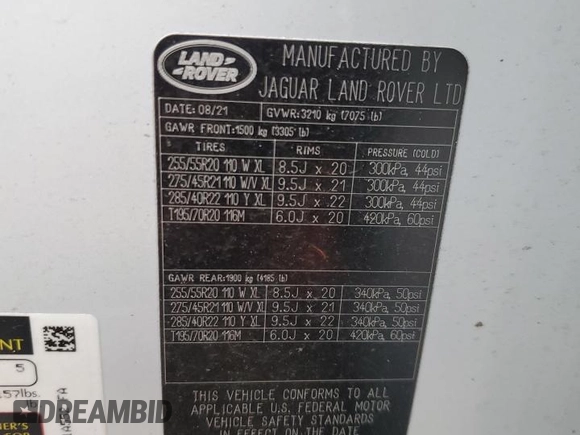 LAND ROVER
MANUFACTURED BY
JAGUAR LAND ROVER LTD
DATE: 08/21 GVWR: 3210 kg (7075 lb)
GAWR FRONT: 1500 kg (3305 lb)
TIRES RIMS PRESSURE (COLD)
255/55R20 110 W XL 8.5J x 20 300kPa, 44psi
275/45R21 110 W/V XL 9.5J x 21 300kPa, 44psi
285/40R22 110 Y XL 9.5J x 22 300kPa, 44psi
T195/70R20 116M 6.0J x 20 420kPa, 60psi
GAWR REAR: 1900 kg (4185 lb)
255/55R20 110 W XL 8.5J x 20 340kPa, 50psi
275/45R21 110 W/V XL 9.5J x 21 340kPa, 50psi
285/40R22 110 Y XL 9.5J x 22 340kPa, 50psi
T195/70R20 116M 6.0J x 20 420kPa, 60psi
THIS VEHICLE CONFORMS TO ALL
APPLICABLE U.S. FEDERAL MOTOR
VEHICLE SAFETY STANDARDS
IN EFFECT ON THE DATE
5
57lbs.
DREAMBID